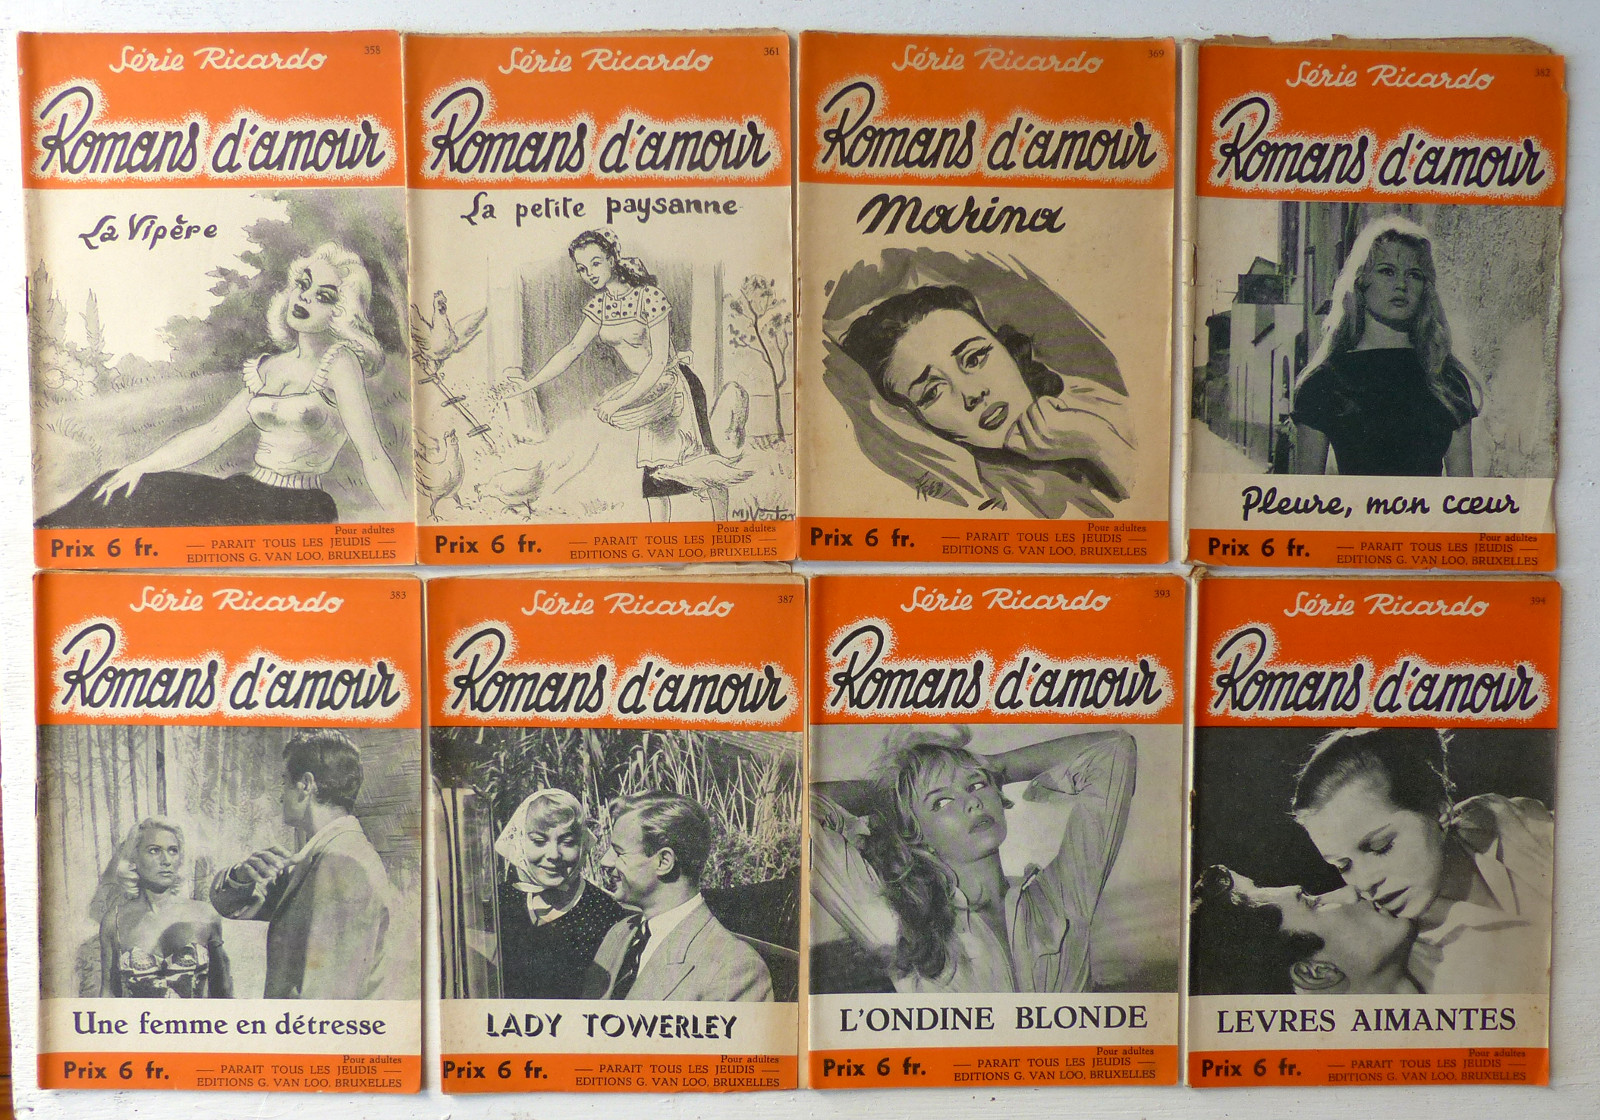 Série Ricardo
358
Romans d'amour
La Vipère
Pour adultes
Prix 6 fr.
— PARAIT TOUS LES JEUDIS —
EDITIONS G. VAN LOO, BRUXELLES
Série Ricardo
361
Romans d'amour
La petite paysanne
Pour adultes
Prix 6 fr.
— PARAIT TOUS LES JEUDIS —
EDITIONS G. VAN LOO, BRUXELLES
Série Ricardo
369
Romans d'amour
Marina
Pour adultes
Prix 6 fr.
— PARAIT TOUS LES JEUDIS —
EDITIONS G. VAN LOO, BRUXELLES
Série Ricardo
382
Romans d'amour
Pleure, mon cœur
Pour adultes
Prix 6 fr.
— PARAIT TOUS LES JEUDIS —
EDITIONS G. VAN LOO, BRUXELLES
Série Ricardo
383
Romans d'amour
Une femme en détresse
Pour adultes
Prix 6 fr.
— PARAIT TOUS LES JEUDIS —
EDITIONS G. VAN LOO, BRUXELLES
Série Ricardo
387
Romans d'amour
LADY TOWERLEY
Pour adultes
Prix 6 fr.
— PARAIT TOUS LES JEUDIS —
EDITIONS G. VAN LOO, BRUXELLES
Série Ricardo
393
Romans d'amour
L'ONDINE BLONDE
Pour adultes
Prix 6 fr.
— PARAIT TOUS LES JEUDIS —
EDITIONS G. VAN LOO, BRUXELLES
Série Ricardo
394
Romans d'amour
LEVRES AIMANTES
Pour adultes
Prix 6 fr.
— PARAIT TOUS LES JEUDIS —
EDITIONS G. VAN LOO, BRUXELLES